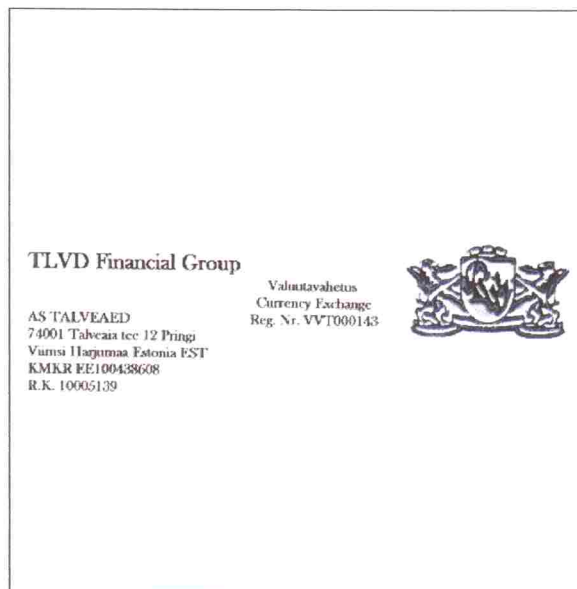 TLVD Financial Group
Valuutavahetus
Currency Exchange
Reg. Nr. VVT000143
AS TALVEAED
74001 Talveaia tee 12 Pringi
Viimsi Harjumaa Estonia EST
KMKR EE100438608
R.K. 10005139